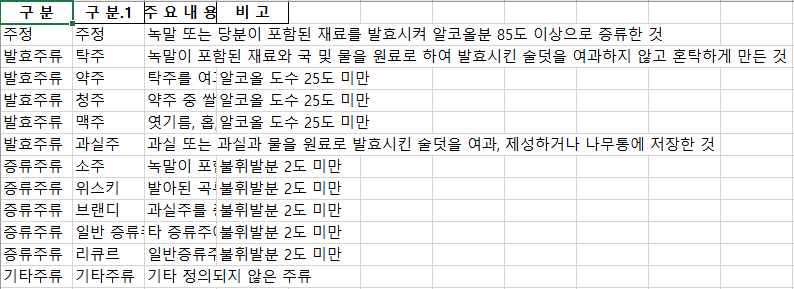 구 분 구 분.1 주 요 내 용 비 고
주정 주정 녹말 또는 당분이 포함된 재료를 발효시켜 알코올분 85도 이상으로 증류한 것
발효주류 탁주 녹말이 포함된 재료와 국 및 물을 원료로 하여 발효시킨 술덧을 여과하지 않고 혼탁하게 만든 것
발효주류 약주 탁주를 여 알코올 도수 25도 미만
발효주류 청주 약주 중 쌀 알코올 도수 25도 미만
발효주류 맥주 엿기름, 홉, 알코올 도수 25도 미만
발효주류 과실주 과실 또는 과실과 물을 원료로 발효시킨 술덧을 여과, 제성하거나 나무통에 저장한 것
증류주류 소주 녹말이 포 불휘발분 2도 미만
증류주류 위스키 발아된 곡 불휘발분 2도 미만
증류주류 브랜디 과실주를 불휘발분 2도 미만
증류주류 일반 증류 타 증류주 불휘발분 2도 미만
증류주류 리큐르 일반증류주 불휘발분 2도 미만
기타주류 기타주류 기타 정의되지 않은 주류